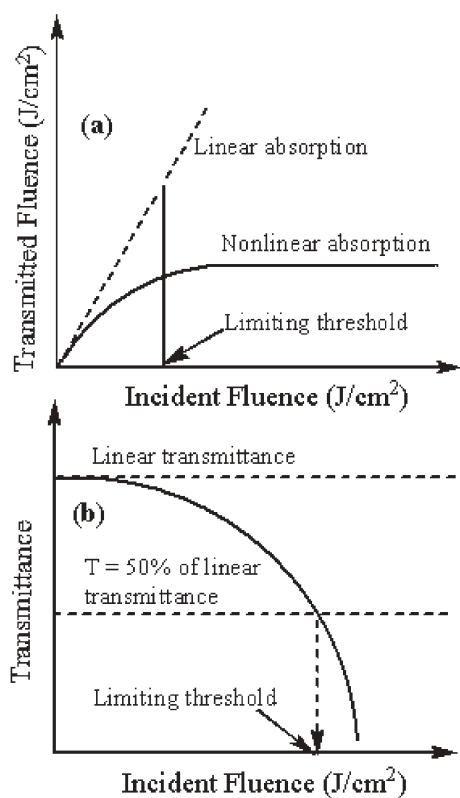 Transmitted Fluence (J/cm²)
(a)
Linear absorption
Nonlinear absorption
Limiting threshold
Incident Fluence (J/cm²)
Linear transmittance
(b)
Transmittance
T = 50% of linear
transmittance
Limiting threshold
Incident Fluence (J/cm²)